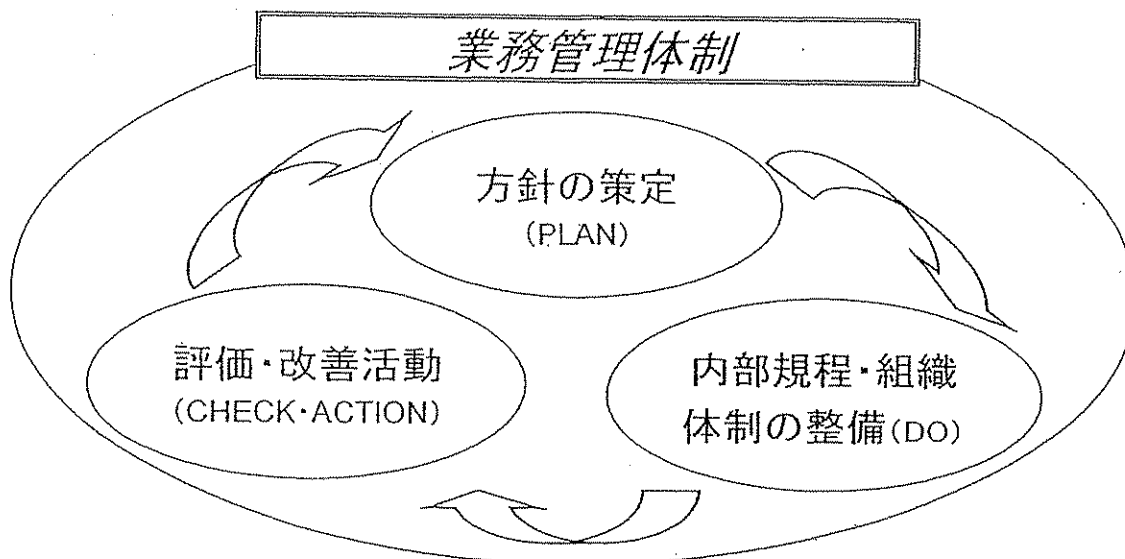 業務管理体制
方針の策定
(PLAN)
評価・改善活動
(CHECK・ACTION)
内部規程・組織
体制の整備(DO)